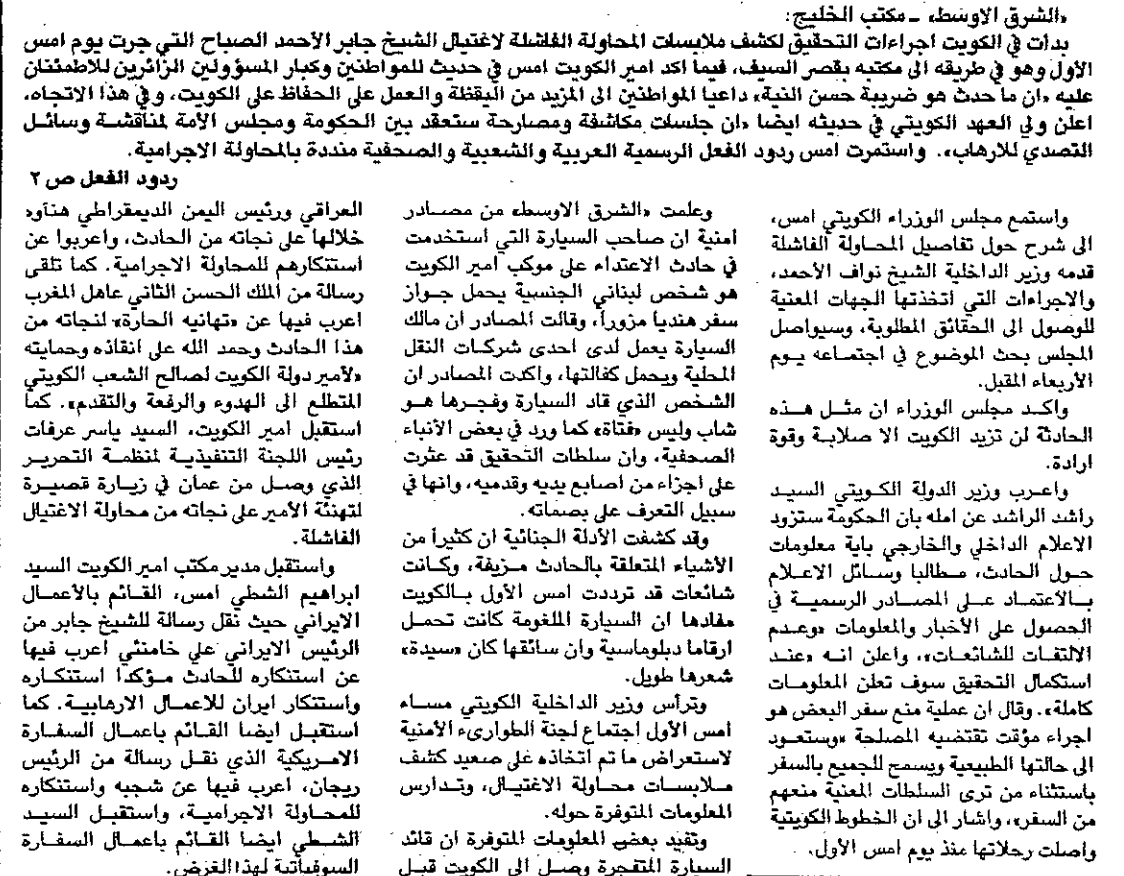 «الشرق الاوسط» ـ مكتب الخليج:
بدات في الكويت اجراءات التحقيق لكشف ملابسات المحاولة الفاشلة لاغتيال الشيخ جابر الأحمد الصباح التي جرت يوم امس
الأول وهو في طريقه الى مكتبه بقصر السيف، فيما اكد امير الكويت امس في حديث للمواطنين وكبار المسؤولين الزائرين للاطمئنان
عليه «ان ما حدث هو ضريبة حسن النية» داعيا المواطنين الى المزيد من اليقظة والعمل على الحفاظ على الكويت، وفي هذا الاتجاه،
اعلن ولي العهد الكويتي في حديثه ايضا «ان جلسات مكاشفة ومصارحة ستعقد بين الحكومة ومجلس الأمة لمناقشة وسائل
التصدي للارهاب». واستمرت امس ردود الفعل الرسمية العربية والشعبية والصحفية منددة بالمحاولة الاجرامية.
ردود الفعل ص ٢
واستمع مجلس الوزراء الكويتي امس،
الى شرح حول تفاصيل المحاولة الفاشلة
قدمه وزير الداخلية الشيخ نواف الأحمد،
والاجراءات التي اتخذتها الجهات المعنية
للوصول الى الحقائق المطلوبة، وسيواصل
المجلس بحث الموضوع في اجتماعه يوم
الأربعاء المقبل.
واكد مجلس الوزراء ان مثل هذه
الحادثة لن تزيد الكويت الا صلابة وقوة
ارادة.
واعرب وزير الدولة الكويتي السيد
راشد الراشد عن امله بان الحكومة ستزود
الاعلام الداخلي والخارجي باية معلومات
حول الحادث، مطالبا وسائل الاعلام
بالاعتماد على المصادر الرسمية في
الحصول على الأخبار والمعلومات «وعدم
الالتفات للشائعات»، واعلن انه «عند
استكمال التحقيق سوف تعلن المعلومات
كاملة». وقال ان عملية منع سفر البعض هو
اجراء مؤقت تقتضيه المصلحة «وستعود
الى حالتها الطبيعية ويسمح للجميع بالسفر
باستثناء من ترى السلطات المعنية منعهم
من السفر»، واشار الى ان الخطوط الكويتية
واصلت رحلاتها منذ يوم امس الأول.
وعلمت «الشرق الاوسط» من مصادر
امنية ان صاحب السيارة التي استخدمت
في حادث الاعتداء على موكب امير الكويت
هو شخص لبناني الجنسية يحمل جواز
سفر هنديا مزوراً، وقالت المصادر ان مالك
السيارة يعمل لدى احدى شركات النقل
المحلية ويحمل كفالتها، واكدت المصادر ان
الشخص الذي قاد السيارة وفجرها هو
شاب وليس «فتاة» كما ورد في بعض الأنباء
الصحفية، وان سلطات التحقيق قد عثرت
على اجزاء من اصابع يديه وقدميه، وانها في
سبيل التعرف على بصماته.
وقد كشفت الأدلة الجنائية ان كثيراً من
الأشياء المتعلقة بالحادث مزيفة، وكانت
شائعات قد ترددت امس الأول بالكويت
مفادها ان السيارة الملغومة كانت تحمل
ارقاما دبلوماسية وان سائقها كان «سيدة»
شعرها طويل.
وترأس وزير الداخلية الكويتي مساء
أمس الأول اجتماع لجنة الطوارىء الأمنية
لاستعراض ما تم اتخاذه على صعيد كشف
ملابسات محاولة الاغتيال، وتدارس
المعلومات المتوفرة حوله.
وتفيد بعض المعلومات المتوفرة ان قائد
السيارة المتفجرة وصل الى الكويت قبل
العراقي ورئيس اليمن الديمقراطي هنأوه
خلالها على نجاته من الحادث، واعربوا عن
استنكارهم للمحاولة الاجرامية. كما تلقى
رسالة من الملك الحسن الثاني عاهل المغرب
اعرب فيها عن «تهانيه الحارة» لنجاته من
هذا الحادث وحمد الله على انقاذه وحمايته
«لأمير دولة الكويت لصالح الشعب الكويتي
المتطلع الى الهدوء والرفعة والتقدم». كما
استقبل امير الكويت، السيد ياسر عرفات
رئيس اللجنة التنفيذية لمنظمة التحرير
الذي وصل من عمان في زيارة قصيرة
لتهنئة الأمير على نجاته من محاولة الاغتيال
الفاشلة.
واستقبل مدير مكتب امير الكويت السيد
ابراهيم الشطي امس، القائم بالأعمال
الايراني حيث نقل رسالة للشيخ جابر من
الرئيس الايراني علي خامنئي أعرب فيها
عن استنكاره للحادث مؤكدا استنكاره
واستنكار ايران للاعمال الارهابية. كما
استقبل ايضا القائم باعمال السفارة
الامريكية الذي نقل رسالة من الرئيس
ريجان، اعرب فيها عن شجبه واستنكاره
للمحاولة الاجرامية، واستقبل السيد
الشطي ايضا القائم باعمال السفارة
السوفياتية لهذا الغرض.